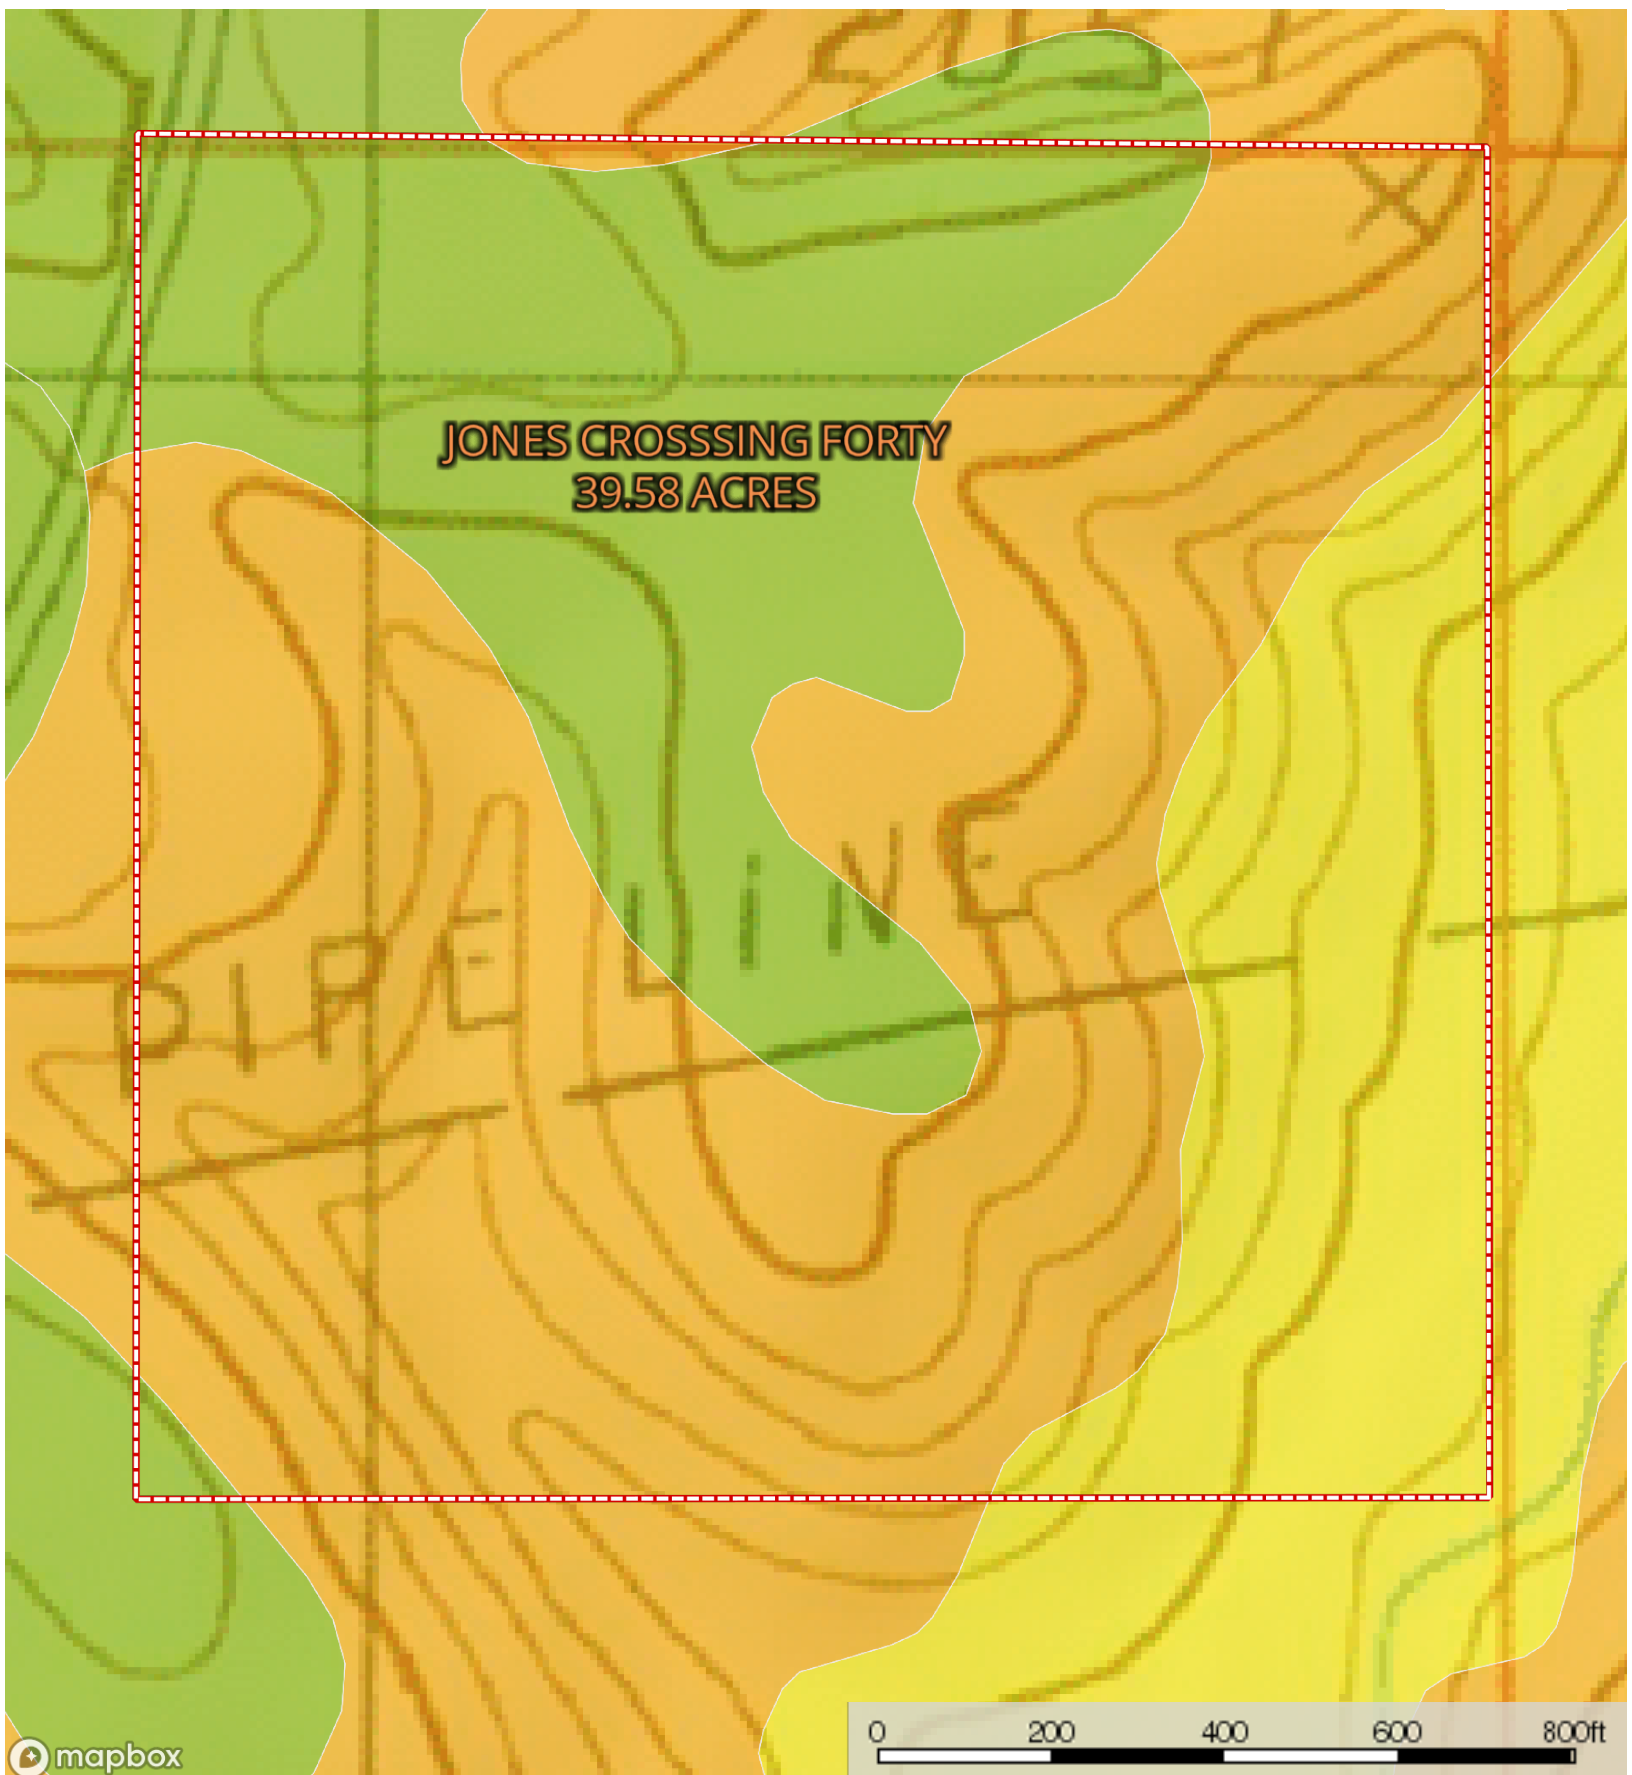 JONES CROSSSING FORTY
39.58 ACRES
PIPE LINE
0 200 400 600 800ft
mapbox